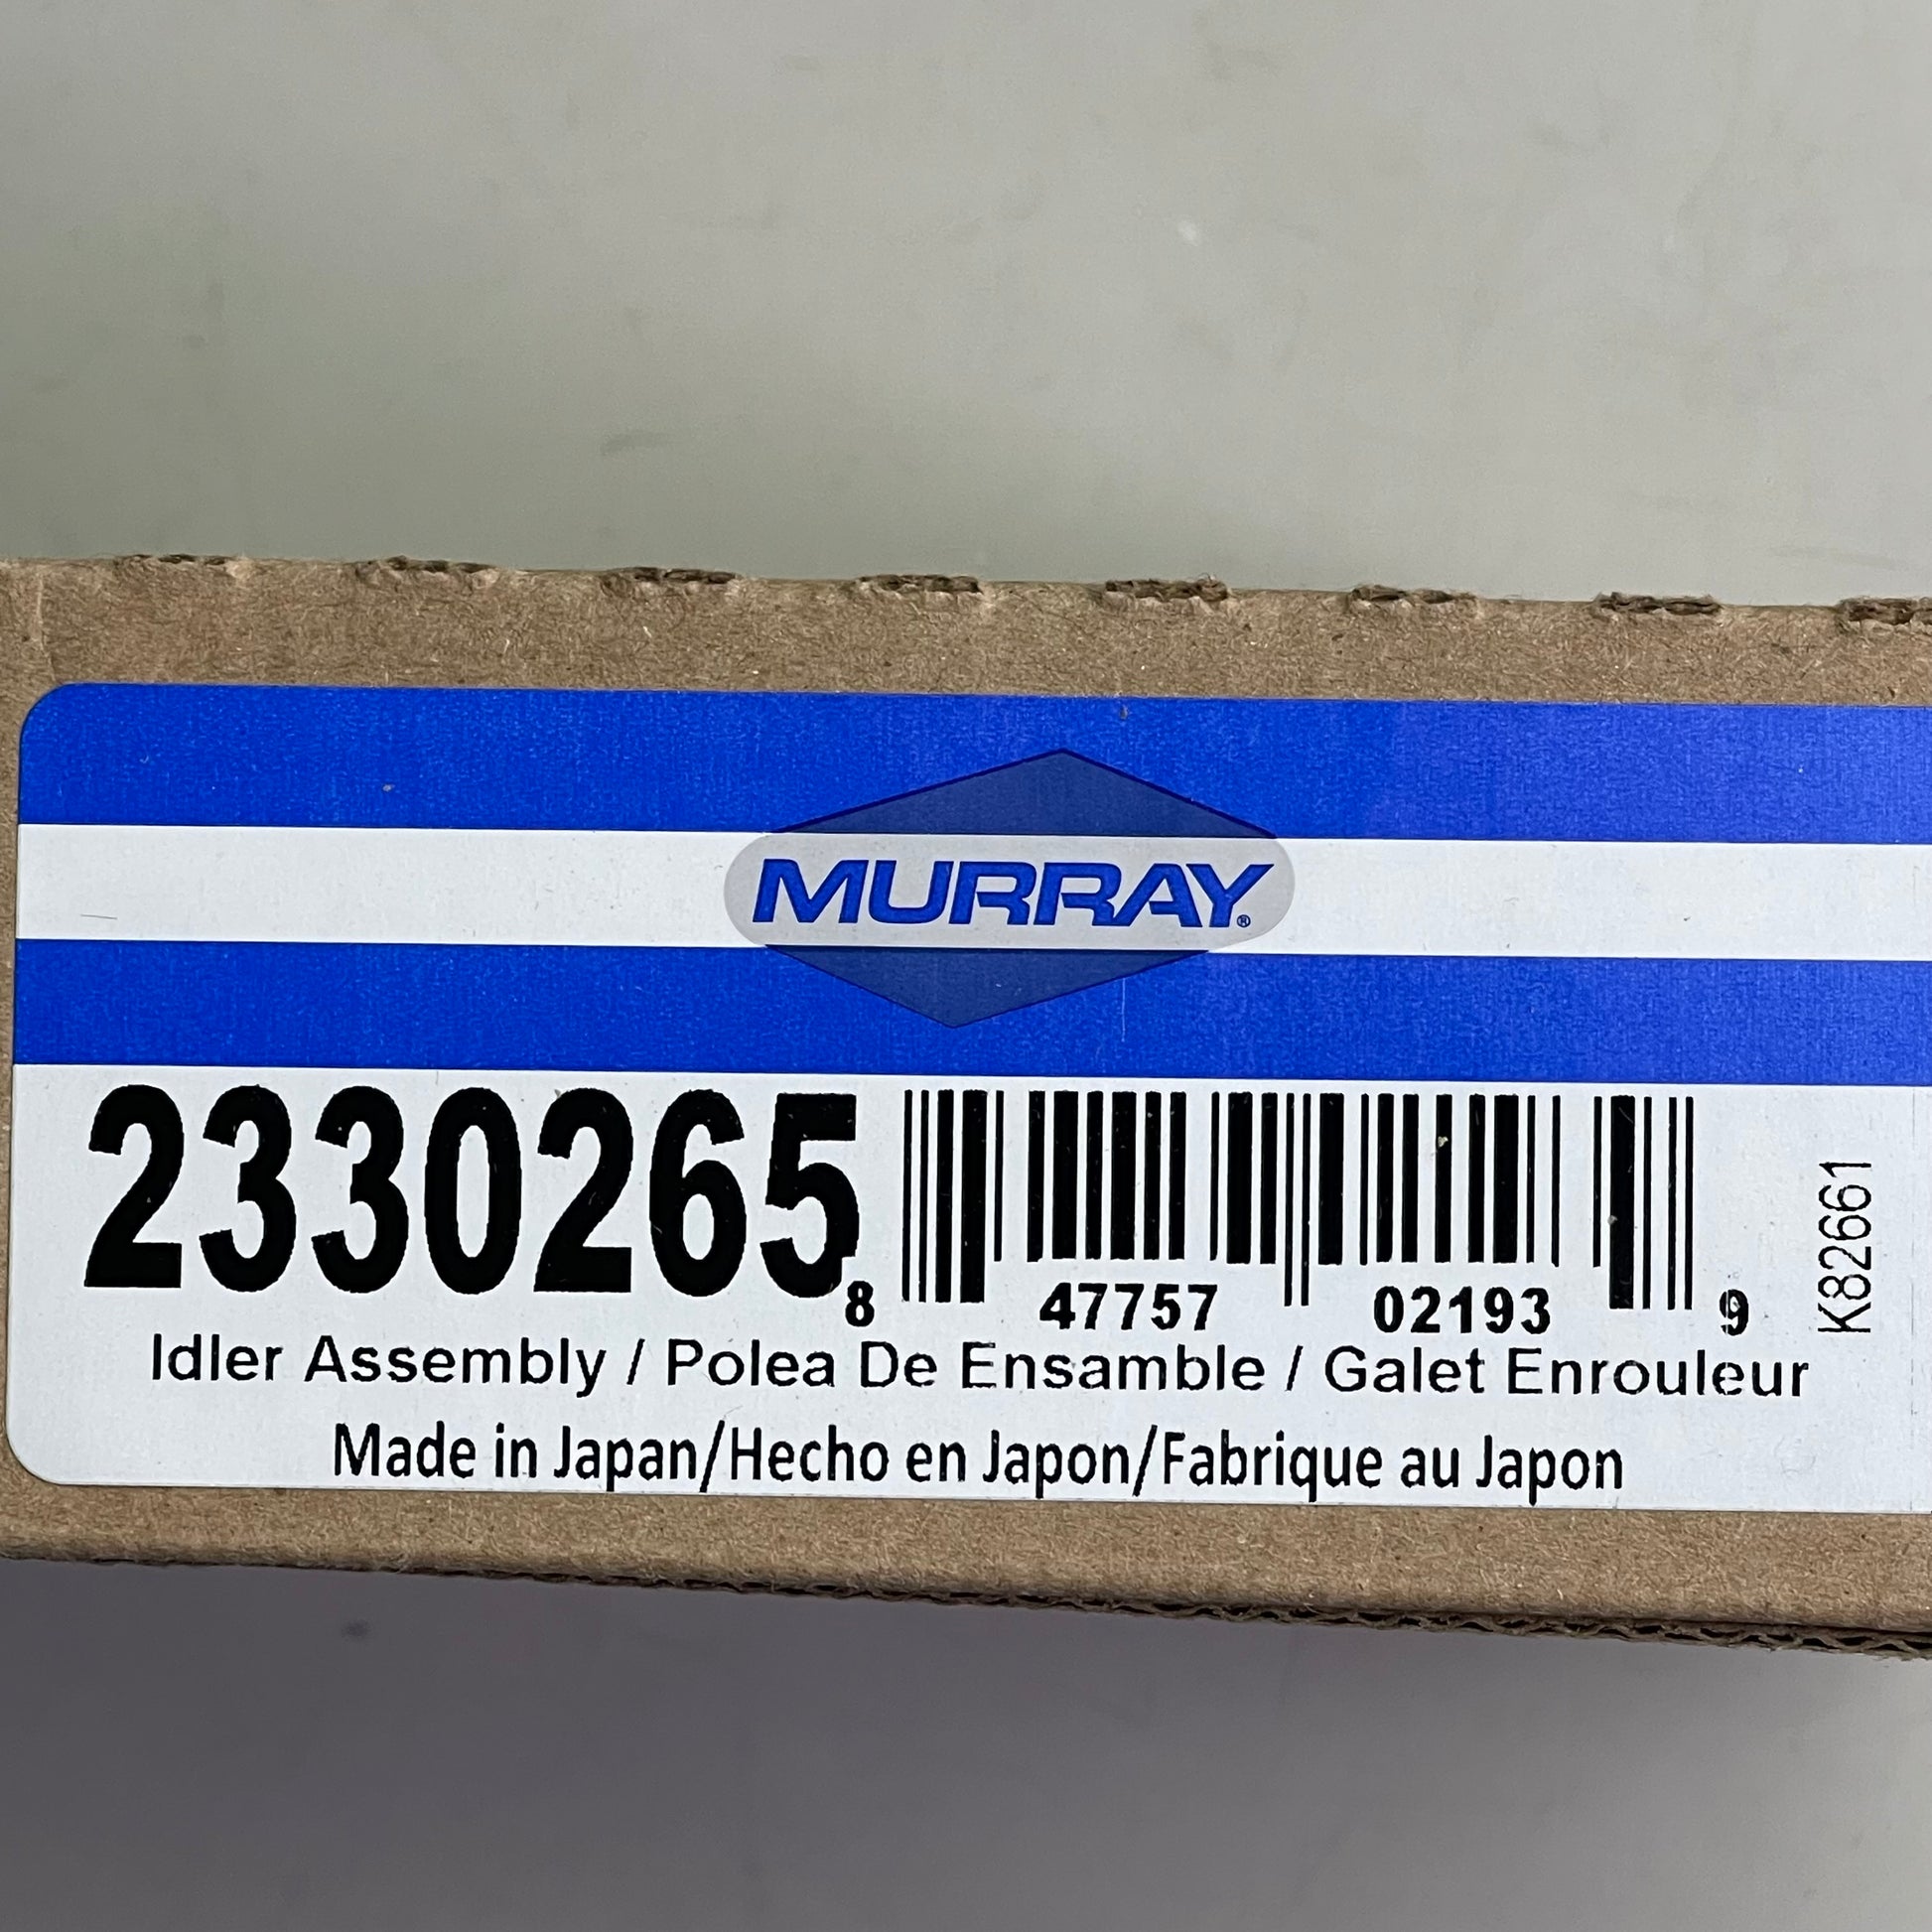 MURRAY®
2330265
8 47757 02193 9
K82661
Idler Assembly / Polea De Ensamble / Galet Enrouleur
Made in Japan/Hecho en Japon/Fabrique au Japon